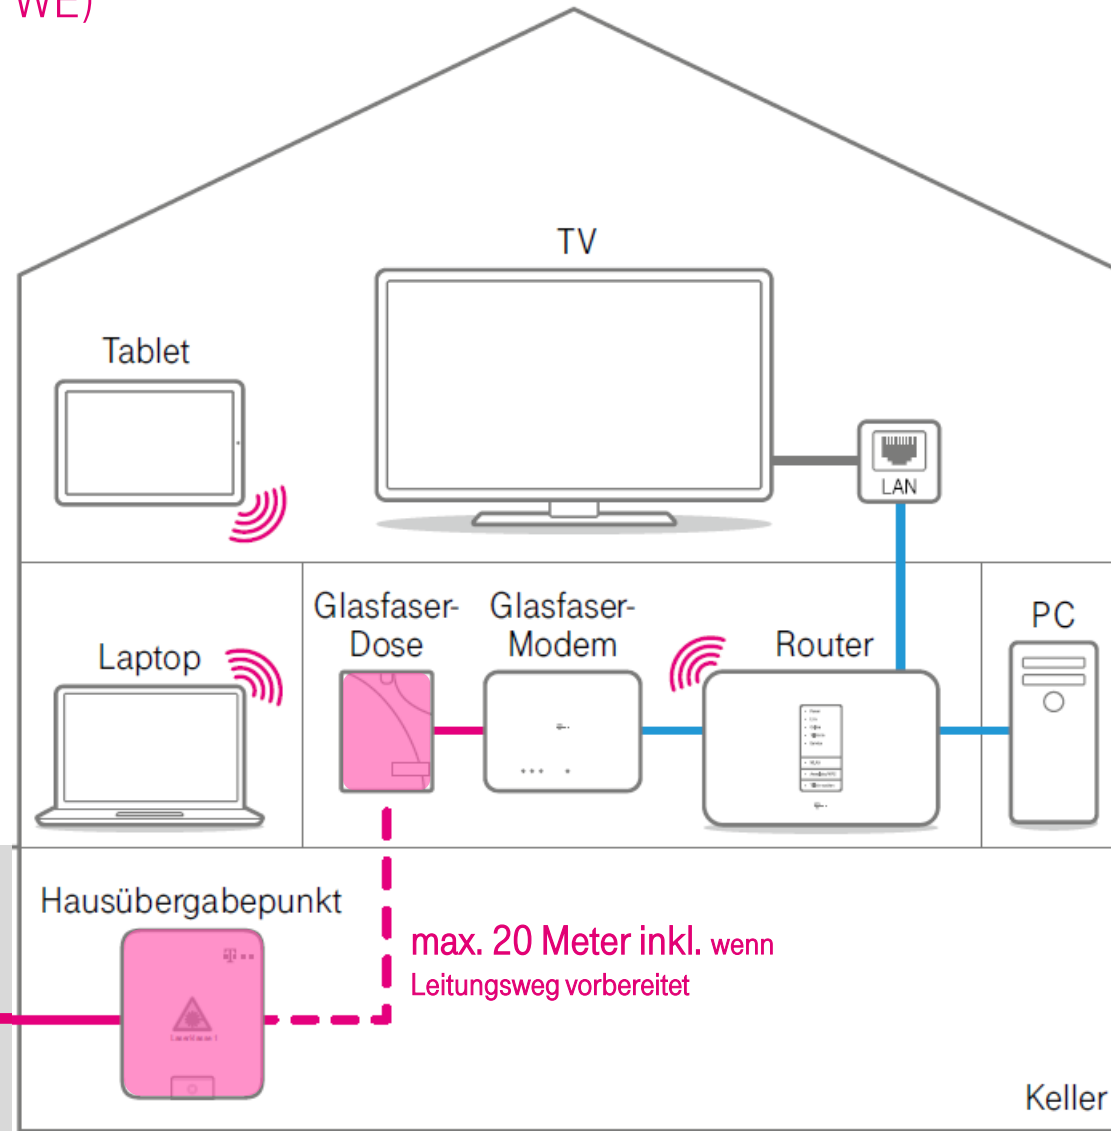 WE)
TV
Tablet
LAN
Glasfaser-
Dose
Glasfaser-
Modem
Router
PC
Laptop
Hausübergabepunkt
max. 20 Meter inkl. wenn
Leitungsweg vorbereitet
Keller